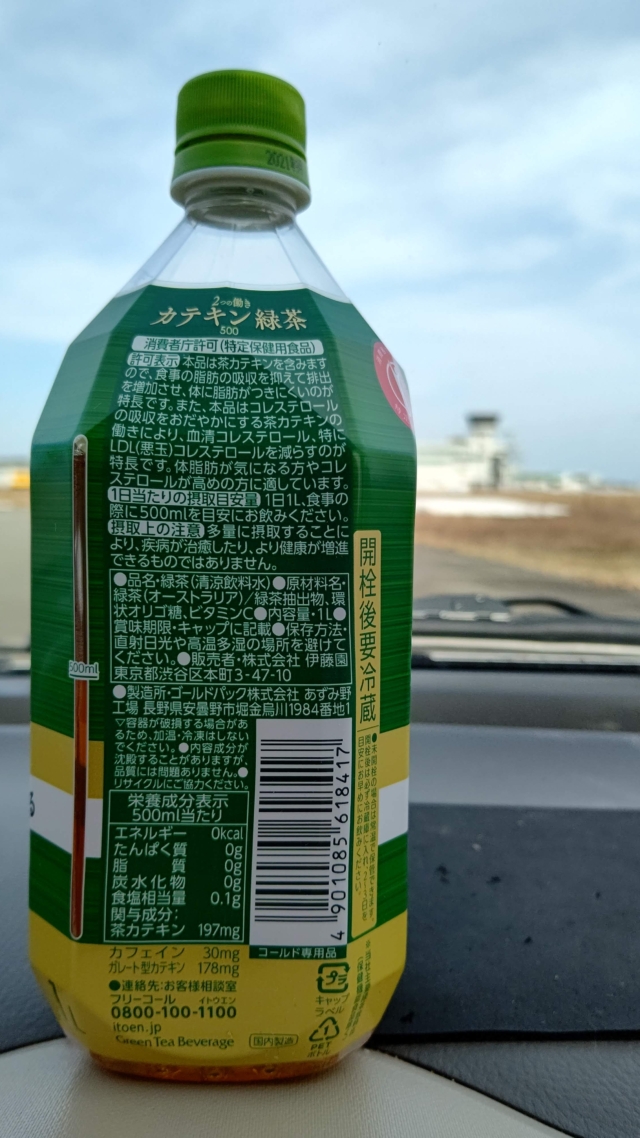 2つの働き
カテキン緑茶
500
消費者庁許可(特定保健用食品)
許可表示 本品は茶カテキンを含みます
ので、食事の脂肪の吸収を抑えて排出
を増加させ、体に脂肪がつきにくいのが
特長です。また、本品はコレステロール
の吸収をおだやかにする茶カテキンの
働きにより、血清コレステロール、特に
LDL(悪玉)コレステロールを減らすのが
特長です。体脂肪が気になる方やコレ
ステロールが高めの方に適しています。
1日当たりの摂取目安量 1日1L、食事の
際に500mlを目安にお飲みください。
摂取上の注意 多量に摂取することに
より、疾病が治癒したり、より健康が増進
できるものではありません。
●品名・緑茶(清涼飲料水)●原材料名・
緑茶(オーストラリア)/緑茶抽出物、環
状オリゴ糖、ビタミンC●内容量・1L●
賞味期限・キャップに記載●保存方法・
直射日光や高温多湿の場所を避けて
ください。●販売者・株式会社 伊藤園
東京都渋谷区本町3-47-10
●製造所・ゴールドパック株式会社 あずみ野
工場 長野県安曇野市堀金烏川1984番地1
▽容器が破損する場合があ
るため、加温・冷凍はしない
でください。●内容成分が
沈殿することがありますが、
品質には問題ありません。●
リサイクルにご協力ください。
栄養成分表示
500ml当たり
エネルギー 0kcal
たんぱく質 0g
脂質 0g
炭水化物 0g
食塩相当量 0.1g
関与成分:
茶カテキン 197mg
カフェイン 30mg
ガレート型カテキン 178mg
●連絡先:お客様相談室
フリーコール イトウエン
0800-100-1100
itoen.jp
Green Tea Beverage
国内製造
500ml
開栓後要冷蔵
4 901085 618417
コールド専用品
プラ
キャップ
ラベル
PET
ボトル